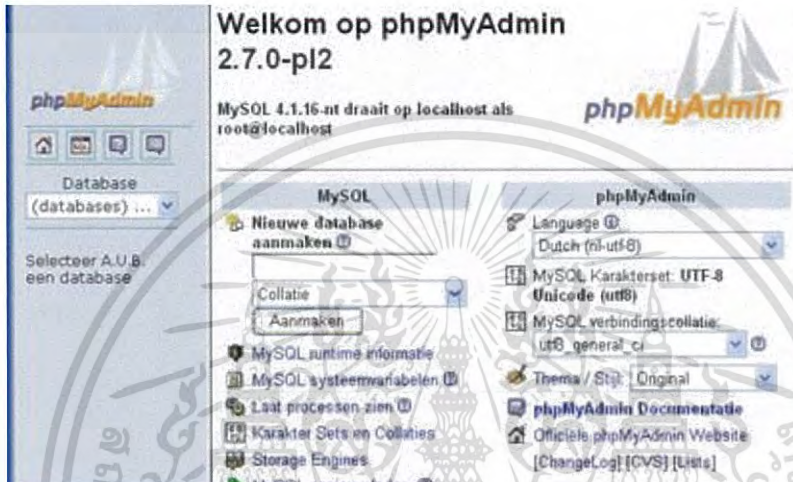 phpMyAdmin
Database
(databases) ...
Selecteer A.U.B.
een database
Welkom op phpMyAdmin
2.7.0-pl2
MySQL 4.1.16-nt draait op localhost als
root@localhost
phpMyAdmin
MySQL
Nieuwe database
aanmaken
Collatie
Aanmaken
MySQL runtime informatie
MySQL systeemvariabelen
Laat processen zien
Karakter Sets en Collaties
Storage Engines
phpMyAdmin
Language
Dutch (nl-utf-8)
MySQL Karakterset: UTF-8
Unicode (utf8)
MySQL verbindingscollatie:
utf8_general_ci
Thema / Stijl: Original
phpMyAdmin Documentatie
Officiële phpMyAdmin Website
[ChangeLog] [CVS] [Lists]